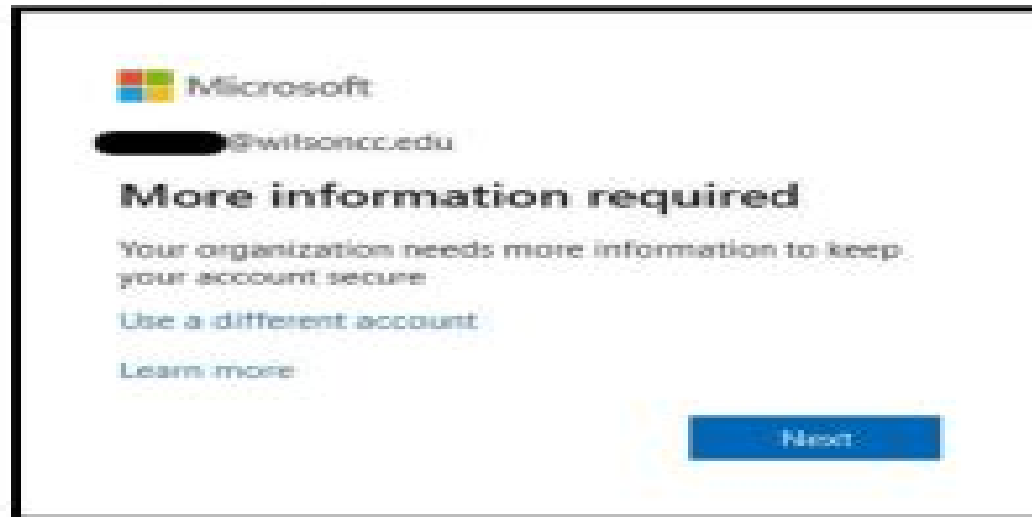 Microsoft
@wilsoncc.edu
More information required
Your organization needs more information to keep
your account secure
Use a different account
Learn more
Next